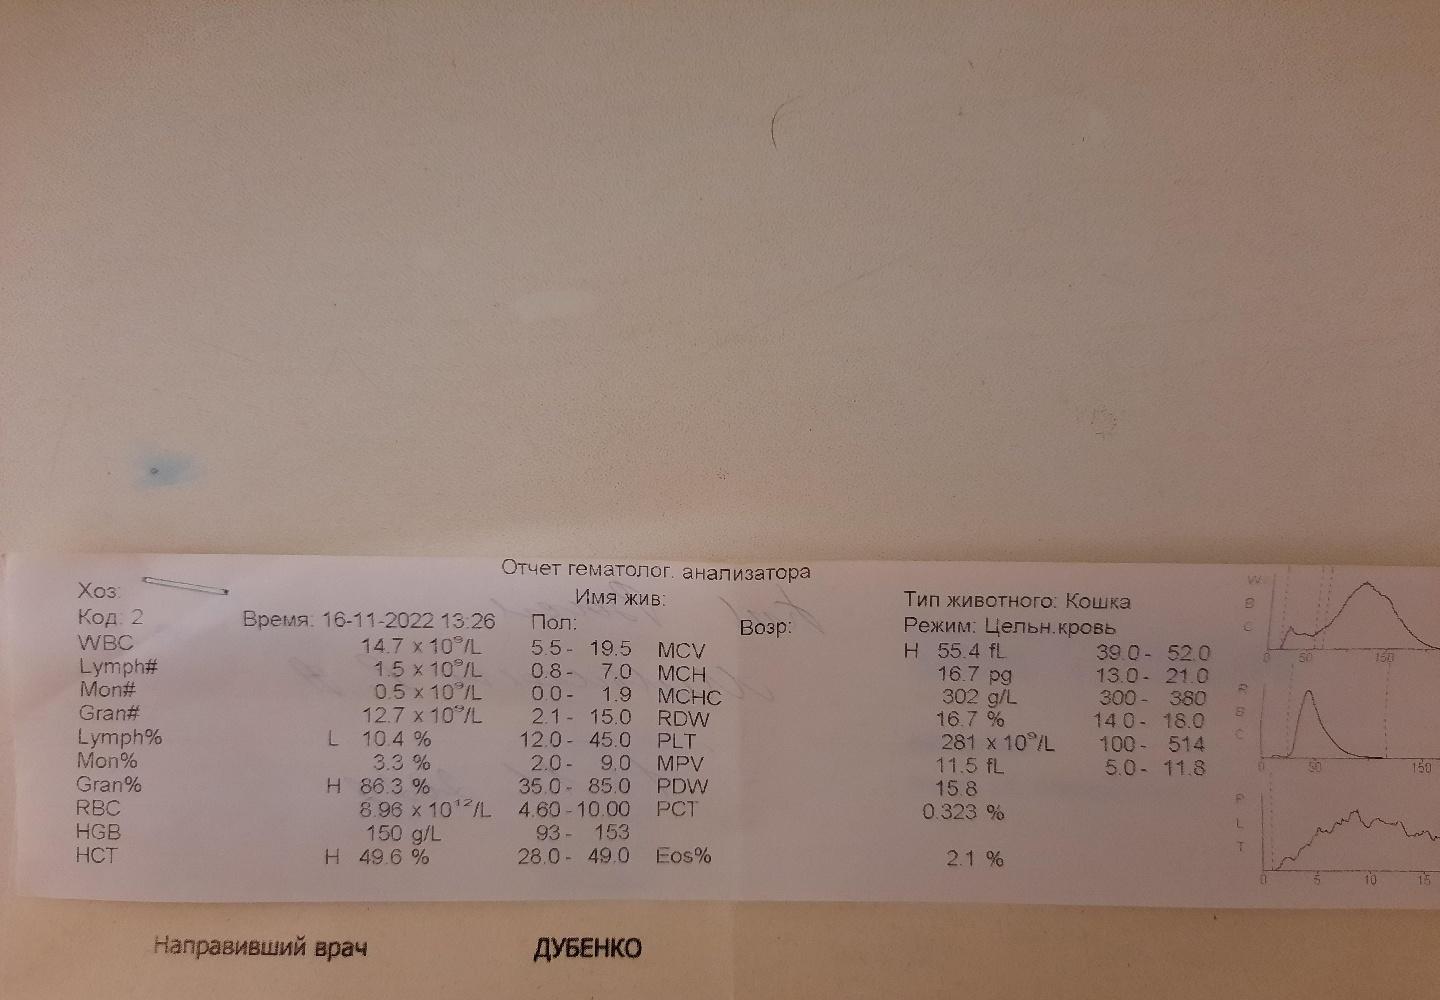 Отчет гематолог. анализатора
Хоз: Имя жив: Тип животного: Кошка
Код: 2 Время: 16-11-2022 13:26 Пол: Возр: Режим: Цельн.кровь
WBC 14.7 x 10⁹/L 5.5 - 19.5 MCV H 55.4 fL 39.0 - 52.0
Lymph# 1.5 x 10⁹/L 0.8 - 7.0 MCH 16.7 pg 13.0 - 21.0
Mon# 0.5 x 10⁹/L 0.0 - 1.9 MCHC 302 g/L 300 - 380
Gran# 12.7 x 10⁹/L 2.1 - 15.0 RDW 16.7 % 14.0 - 18.0
Lymph% L 10.4 % 12.0 - 45.0 PLT 281 x 10⁹/L 100 - 514
Mon% 3.3 % 2.0 - 9.0 MPV 11.5 fL 5.0 - 11.8
Gran% H 86.3 % 35.0 - 85.0 PDW 15.8
RBC 8.96 x 10¹²/L 4.60 - 10.00 PCT 0.323 %
HGB 150 g/L 93 - 153
HCT H 49.6 % 28.0 - 49.0 Eos% 2.1 %
WBC
0 50 150
RBC
0 50 150
PLT
0 5 10 15
Направивший врач ДУБЕНКО